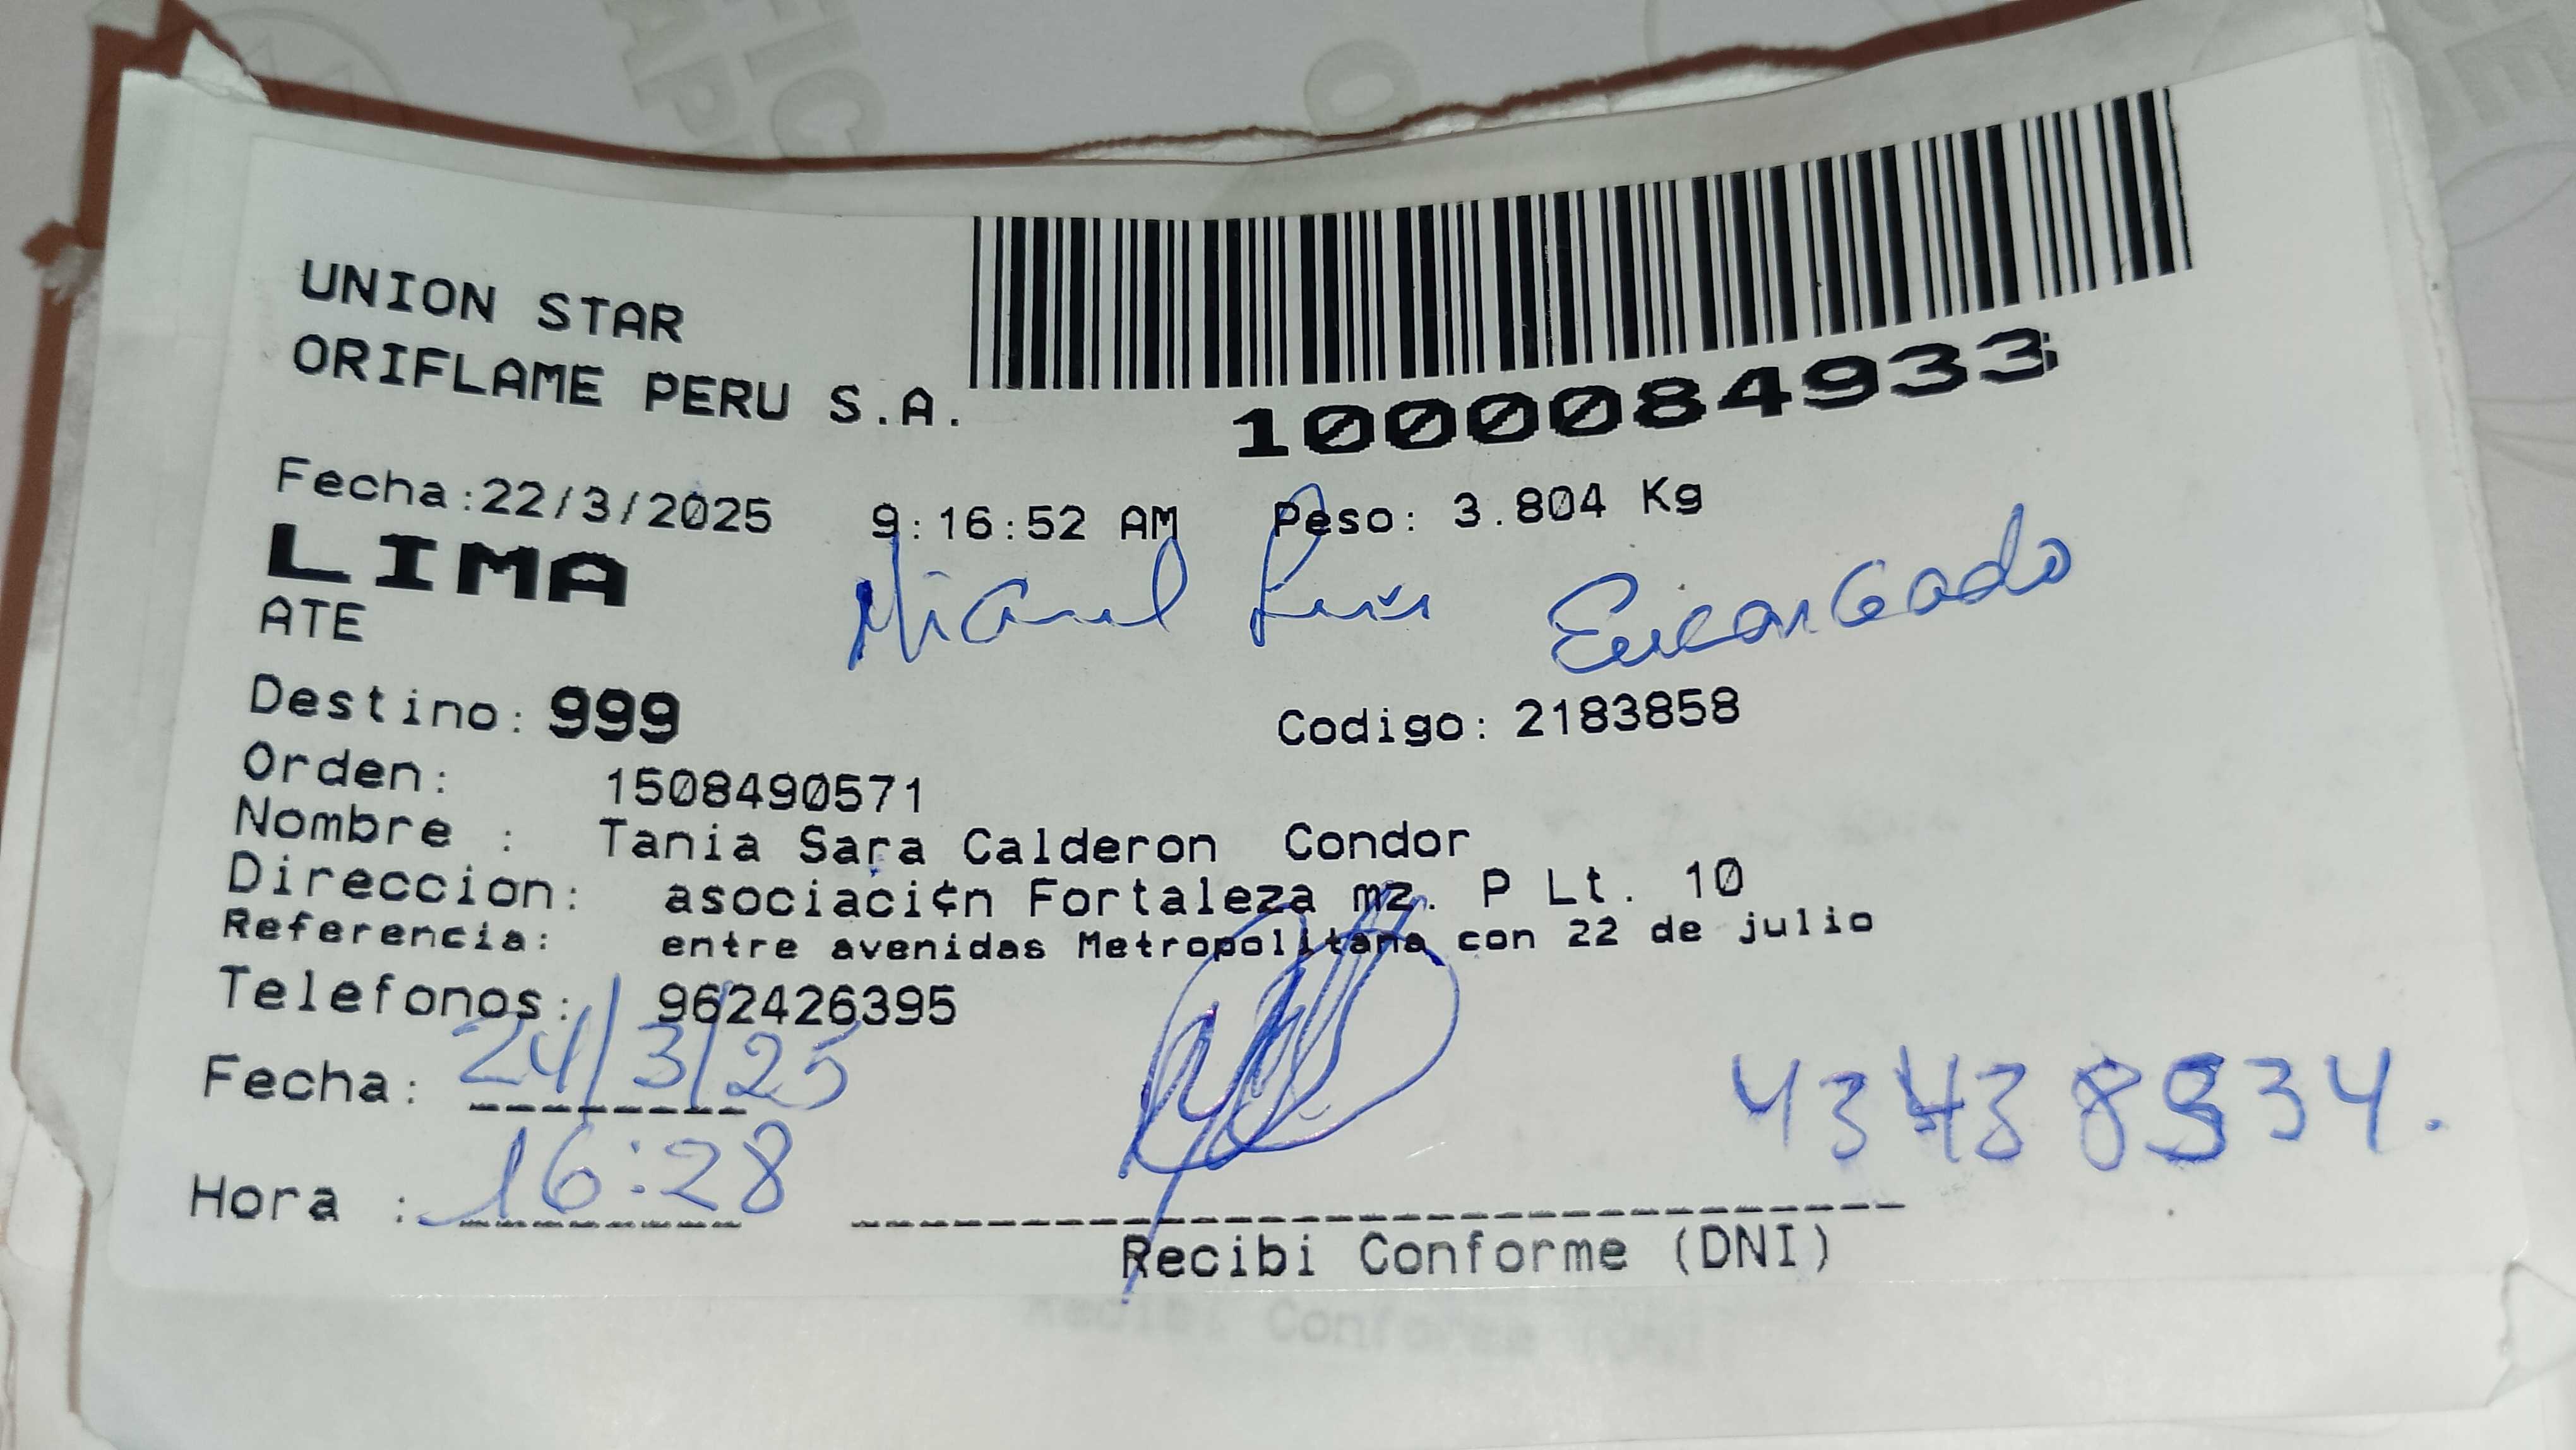 UNION STAR
ORIFLAME PERU S.A.
1000084933
Fecha:22/3/2025 9:16:52 AM Peso: 3.804 Kg
LIMA
ATE
Encargado
Destino: 999 Codigo: 2183858
Orden: 1508490571
Nombre : Tania Sara Calderon Condor
Direccion: asociaci¢n Fortaleza mz. P Lt. 10
Referencia: entre avenidas Metropolitana con 22 de julio
Telefonos: 962426395
Fecha: 24/3/25
Hora : 16:28
Recibi Conforme (DNI)